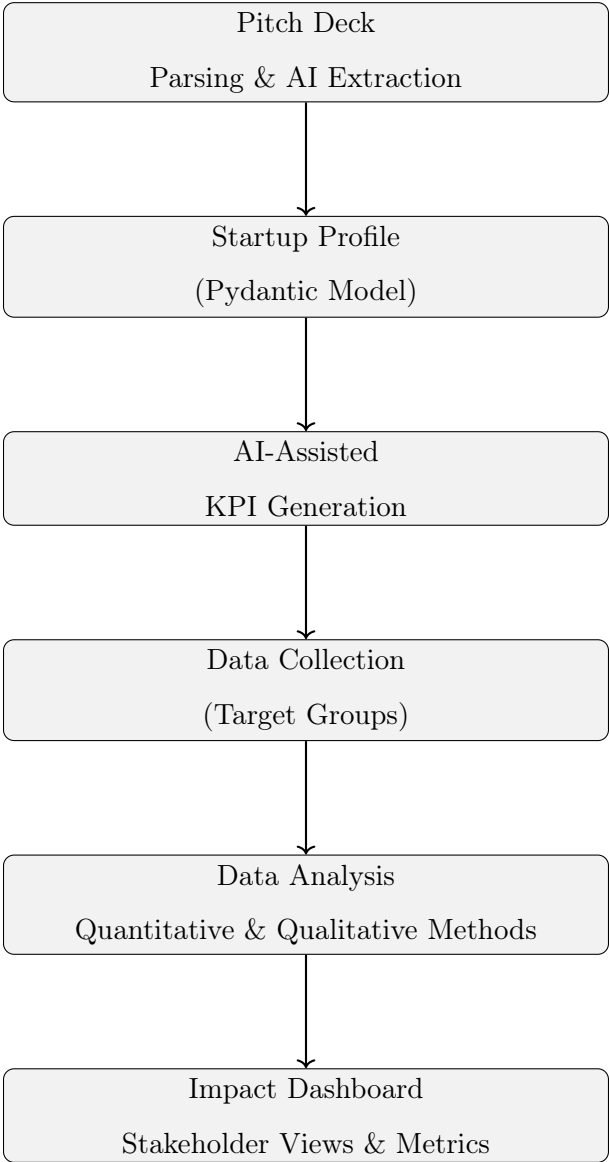 Pitch Deck
Parsing & AI Extraction
Startup Profile
(Pydantic Model)
AI-Assisted
KPI Generation
Data Collection
(Target Groups)
Data Analysis
Quantitative & Qualitative Methods
Impact Dashboard
Stakeholder Views & Metrics